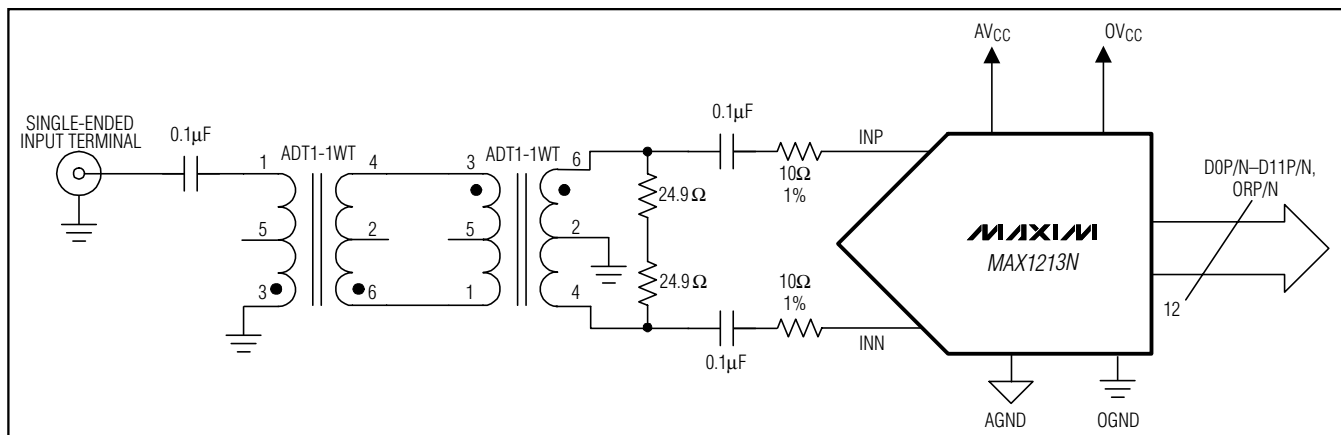 SINGLE-ENDED
INPUT TERMINAL
0.1μF
ADT1-1WT
1
5
3
4
2
6
ADT1-1WT
3
5
1
6
2
4
24.9Ω
24.9Ω
0.1μF
10Ω
1%
INP
0.1μF
10Ω
1%
INN
AVCC
OVCC
MAXIM
MAX1213N
AGND
OGND
D0P/N–D11P/N,
ORP/N
12